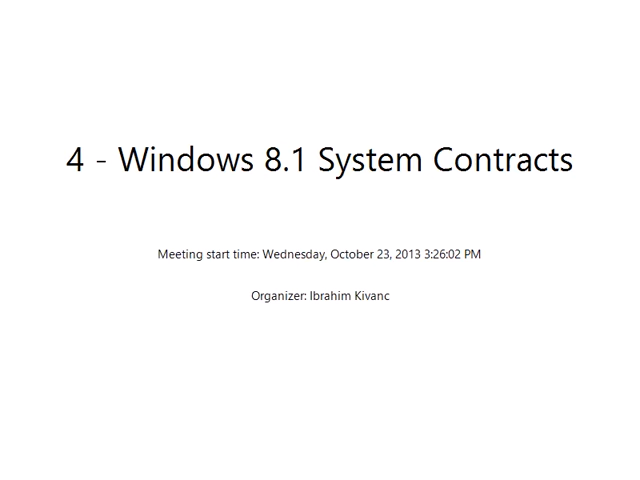 4 - Windows 8.1 System Contracts
Meeting start time: Wednesday, October 23, 2013 3:26:02 PM
Organizer: Ibrahim Kivanc